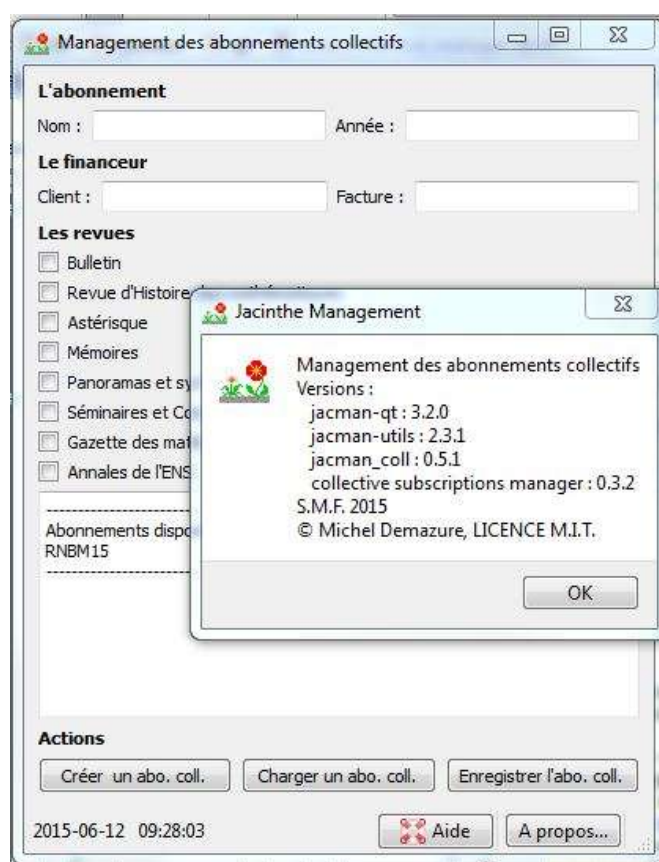 Management des abonnements collectifs
L'abonnement
Nom :
Année :
Le financeur
Client :
Facture :
Les revues
Bulletin
Revue d'Histoire
Astérisque
Mémoires
Panoramas et sy
Séminaires et Co
Gazette des mat
Annales de l'ENS
Abonnements dispo
RNBM15
Jacinthe Management
Management des abonnements collectifs
Versions :
jacman-qt : 3.2.0
jacman-utils : 2.3.1
jacman_coll : 0.5.1
collective subscriptions manager : 0.3.2
S.M.F. 2015
© Michel Demazure, LICENCE M.I.T.
OK
Actions
Créer un abo. coll.
Charger un abo. coll.
Enregistrer l'abo. coll.
2015-06-12 09:28:03
Aide
A propos...